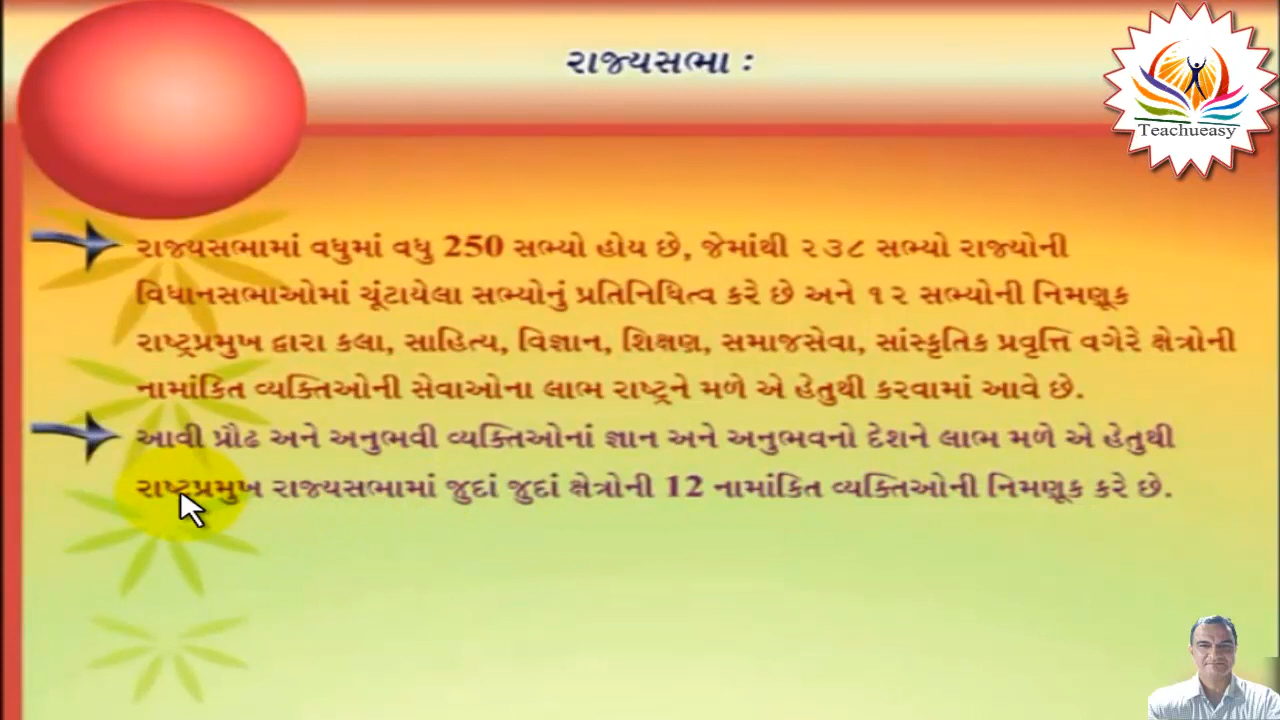 રાજ્યસભા :
Teachueasy
રાજ્યસભામાં વધુમાં વધુ 250 સભ્યો હોય છે, જેમાંથી ૨૩૮ સભ્યો રાજ્યોની
વિધાનસભાઓમાં ચૂંટાયેલા સભ્યોનું પ્રતિનિધિત્વ કરે છે અને ૧૨ સભ્યોની નિમણૂક
રાષ્ટ્રપ્રમુખ દ્વારા કલા, સાહિત્ય, વિજ્ઞાન, શિક્ષણ, સમાજસેવા, સાંસ્કૃતિક પ્રવૃત્તિ વગેરે ક્ષેત્રોની
નામાંકિત વ્યક્તિઓની સેવાઓના લાભ રાષ્ટ્રને મળે એ હેતુથી કરવામાં આવે છે.
આવી પ્રૌઢ અને અનુભવી વ્યક્તિઓનાં જ્ઞાન અને અનુભવનો દેશને લાભ મળે એ હેતુથી
રાષ્ટ્રપ્રમુખ રાજ્યસભામાં જુદાં જુદાં ક્ષેત્રોની 12 નામાંકિત વ્યક્તિઓની નિમણૂક કરે છે.